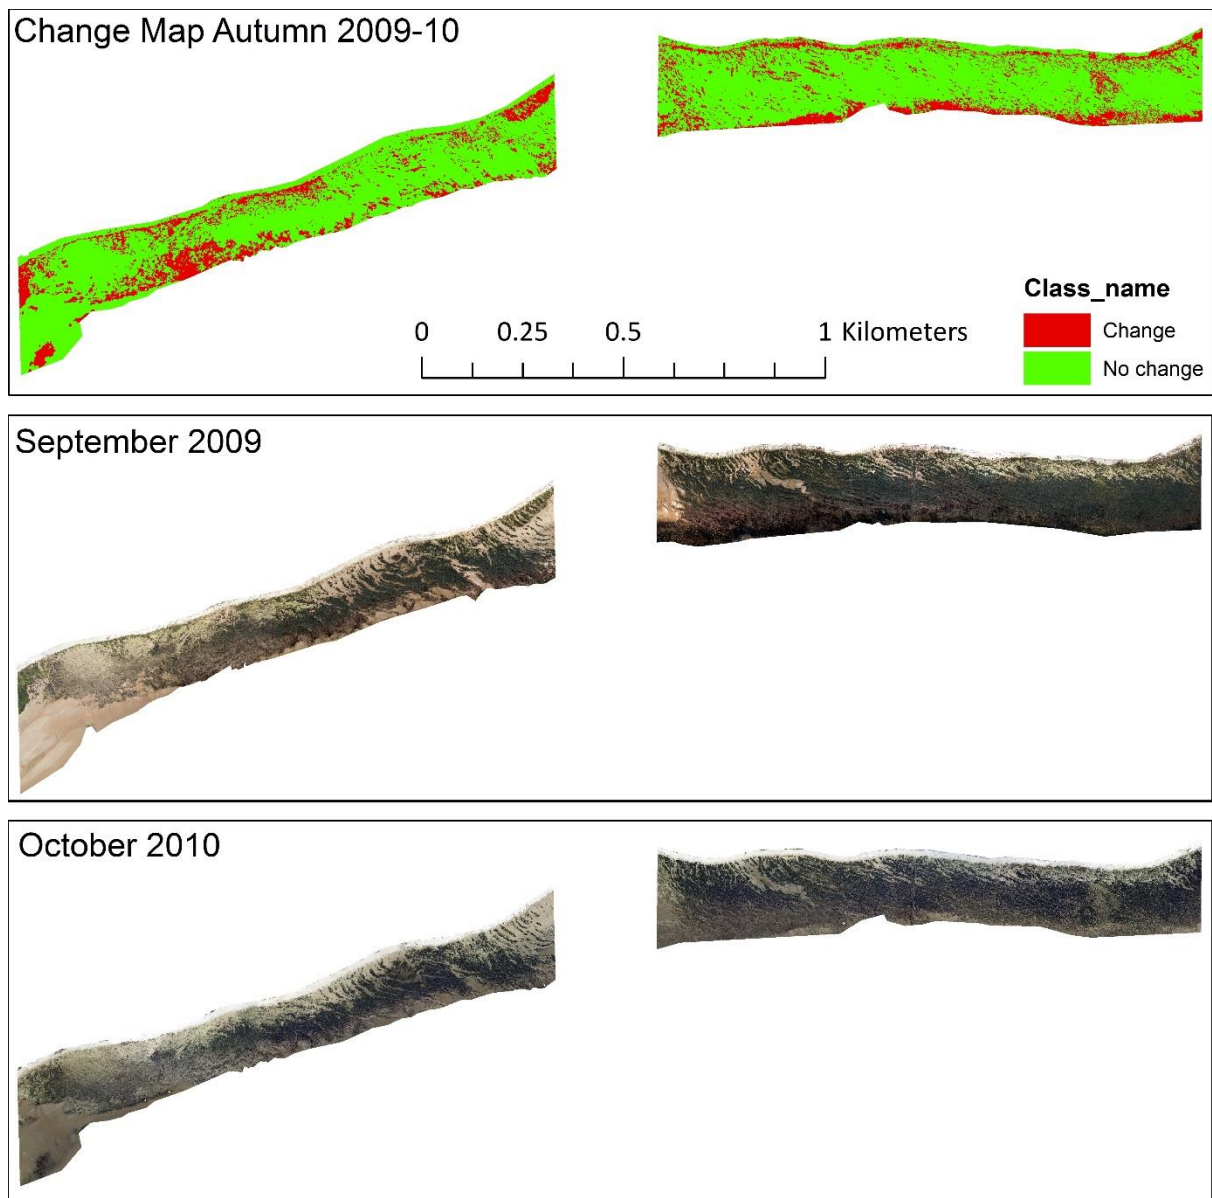 Change Map Autumn 2009-10
Class_name
Change
No change
0 0.25 0.5 1 Kilometers
September 2009
October 2010